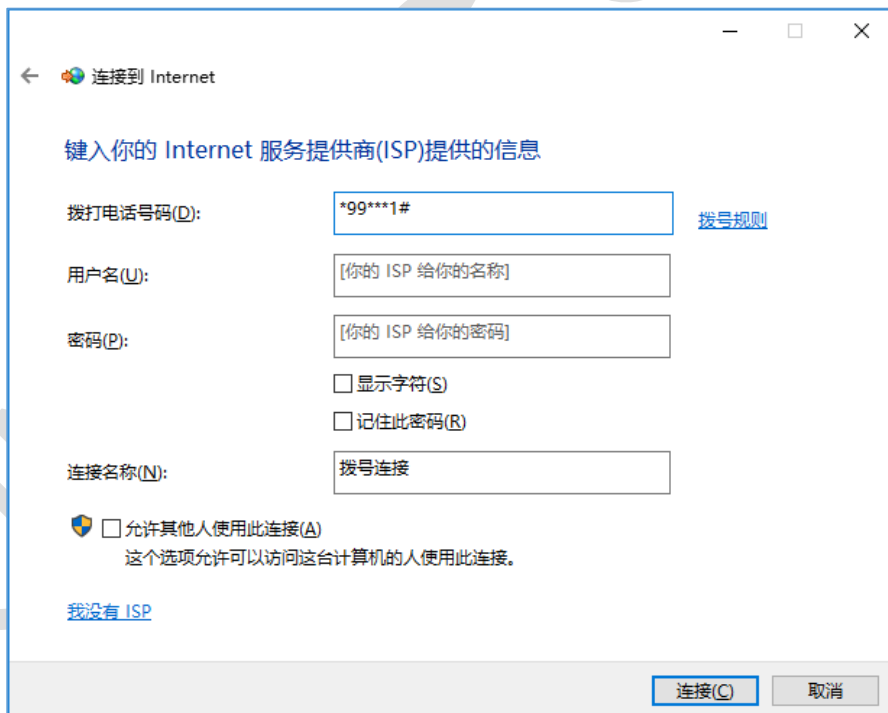 连接到 Internet
键入你的 Internet 服务提供商(ISP)提供的信息
拨打电话号码(D):
*99***1#
拨号规则
用户名(U):
[你的 ISP 给你的名称]
密码(P):
[你的 ISP 给你的密码]
显示字符(S)
记住此密码(R)
连接名称(N):
拨号连接
允许其他人使用此连接(A)
这个选项允许可以访问这台计算机的人使用此连接。
我没有 ISP
连接(C)
取消